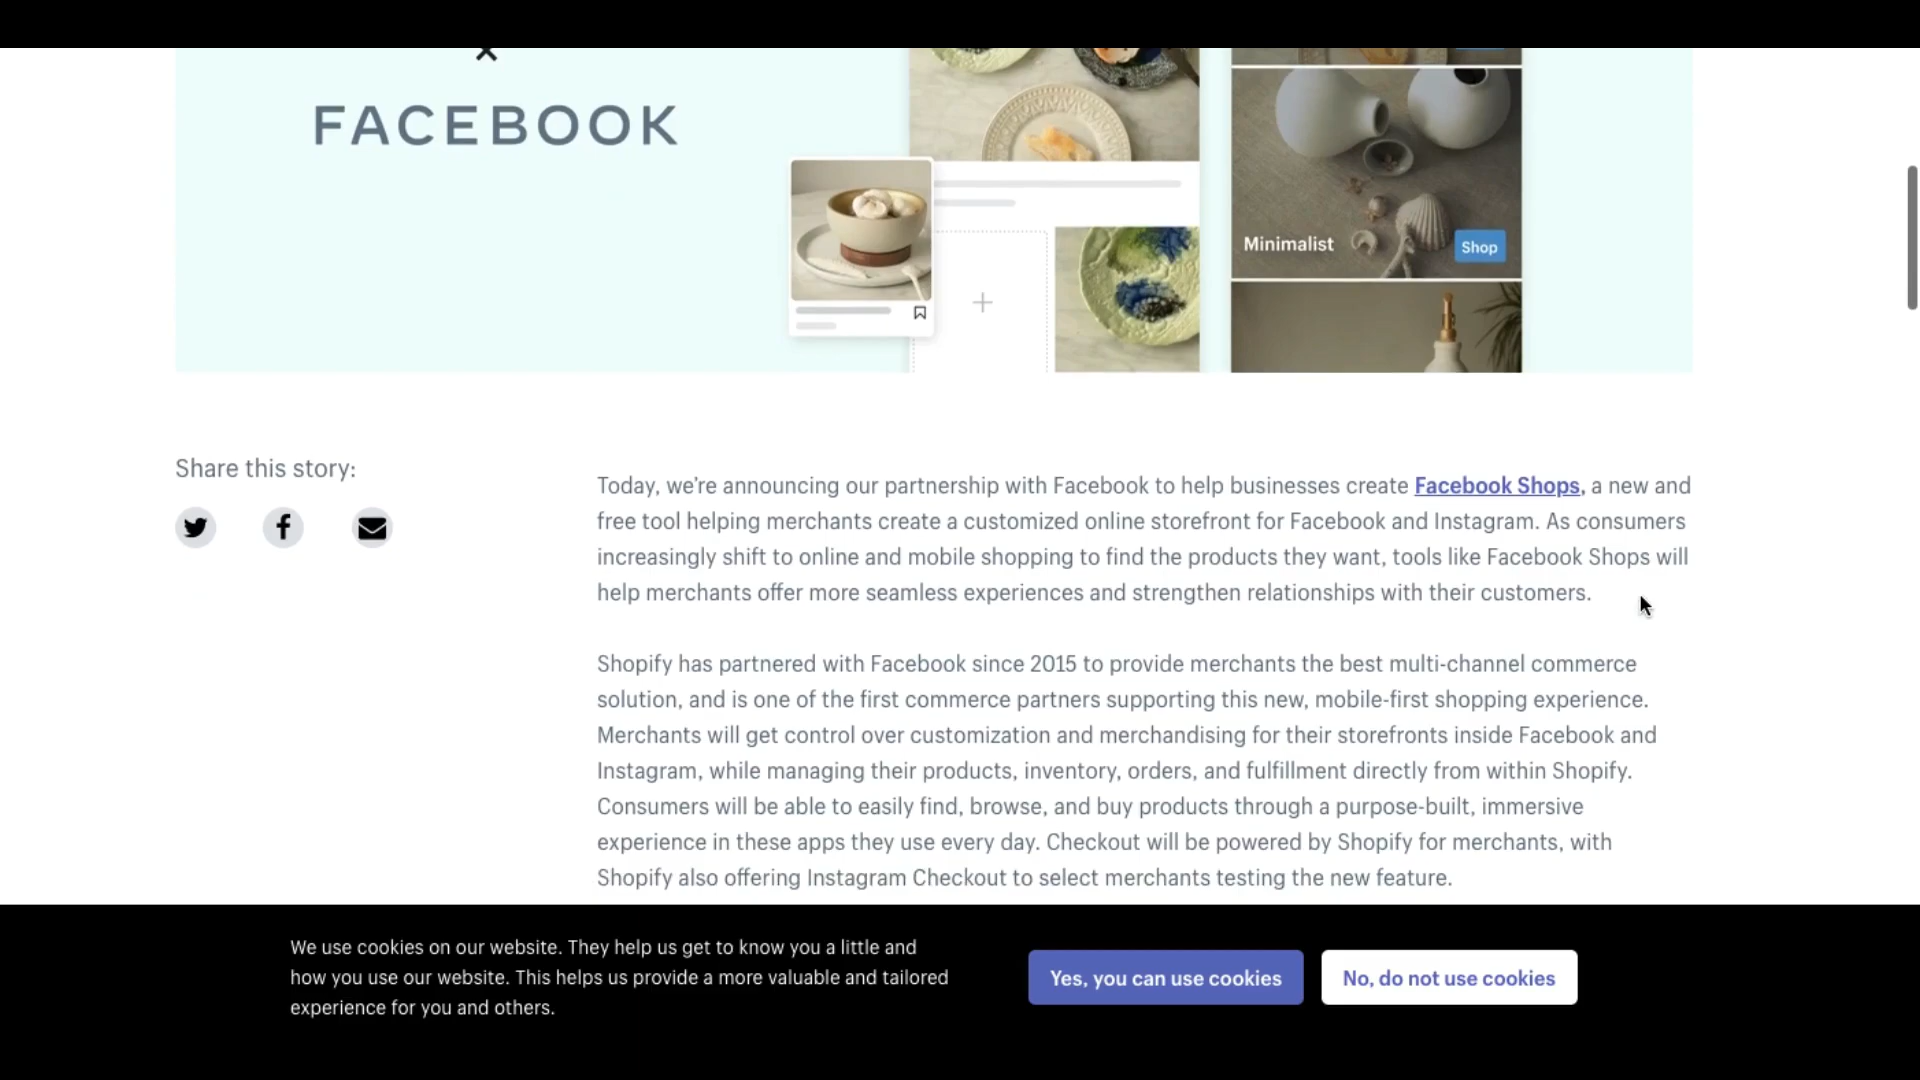 FACEBOOK
Minimalist
Shop
Share this story:
Today, we’re announcing our partnership with Facebook to help businesses create Facebook Shops, a new and
free tool helping merchants create a customized online storefront for Facebook and Instagram. As consumers
increasingly shift to online and mobile shopping to find the products they want, tools like Facebook Shops will
help merchants offer more seamless experiences and strengthen relationships with their customers.
Shopify has partnered with Facebook since 2015 to provide merchants the best multi-channel commerce
solution, and is one of the first commerce partners supporting this new, mobile-first shopping experience.
Merchants will get control over customization and merchandising for their storefronts inside Facebook and
Instagram, while managing their products, inventory, orders, and fulfillment directly from within Shopify.
Consumers will be able to easily find, browse, and buy products through a purpose-built, immersive
experience in these apps they use every day. Checkout will be powered by Shopify for merchants, with
Shopify also offering Instagram Checkout to select merchants testing the new feature.
We use cookies on our website. They help us get to know you a little and
how you use our website. This helps us provide a more valuable and tailored
experience for you and others.
Yes, you can use cookies
No, do not use cookies